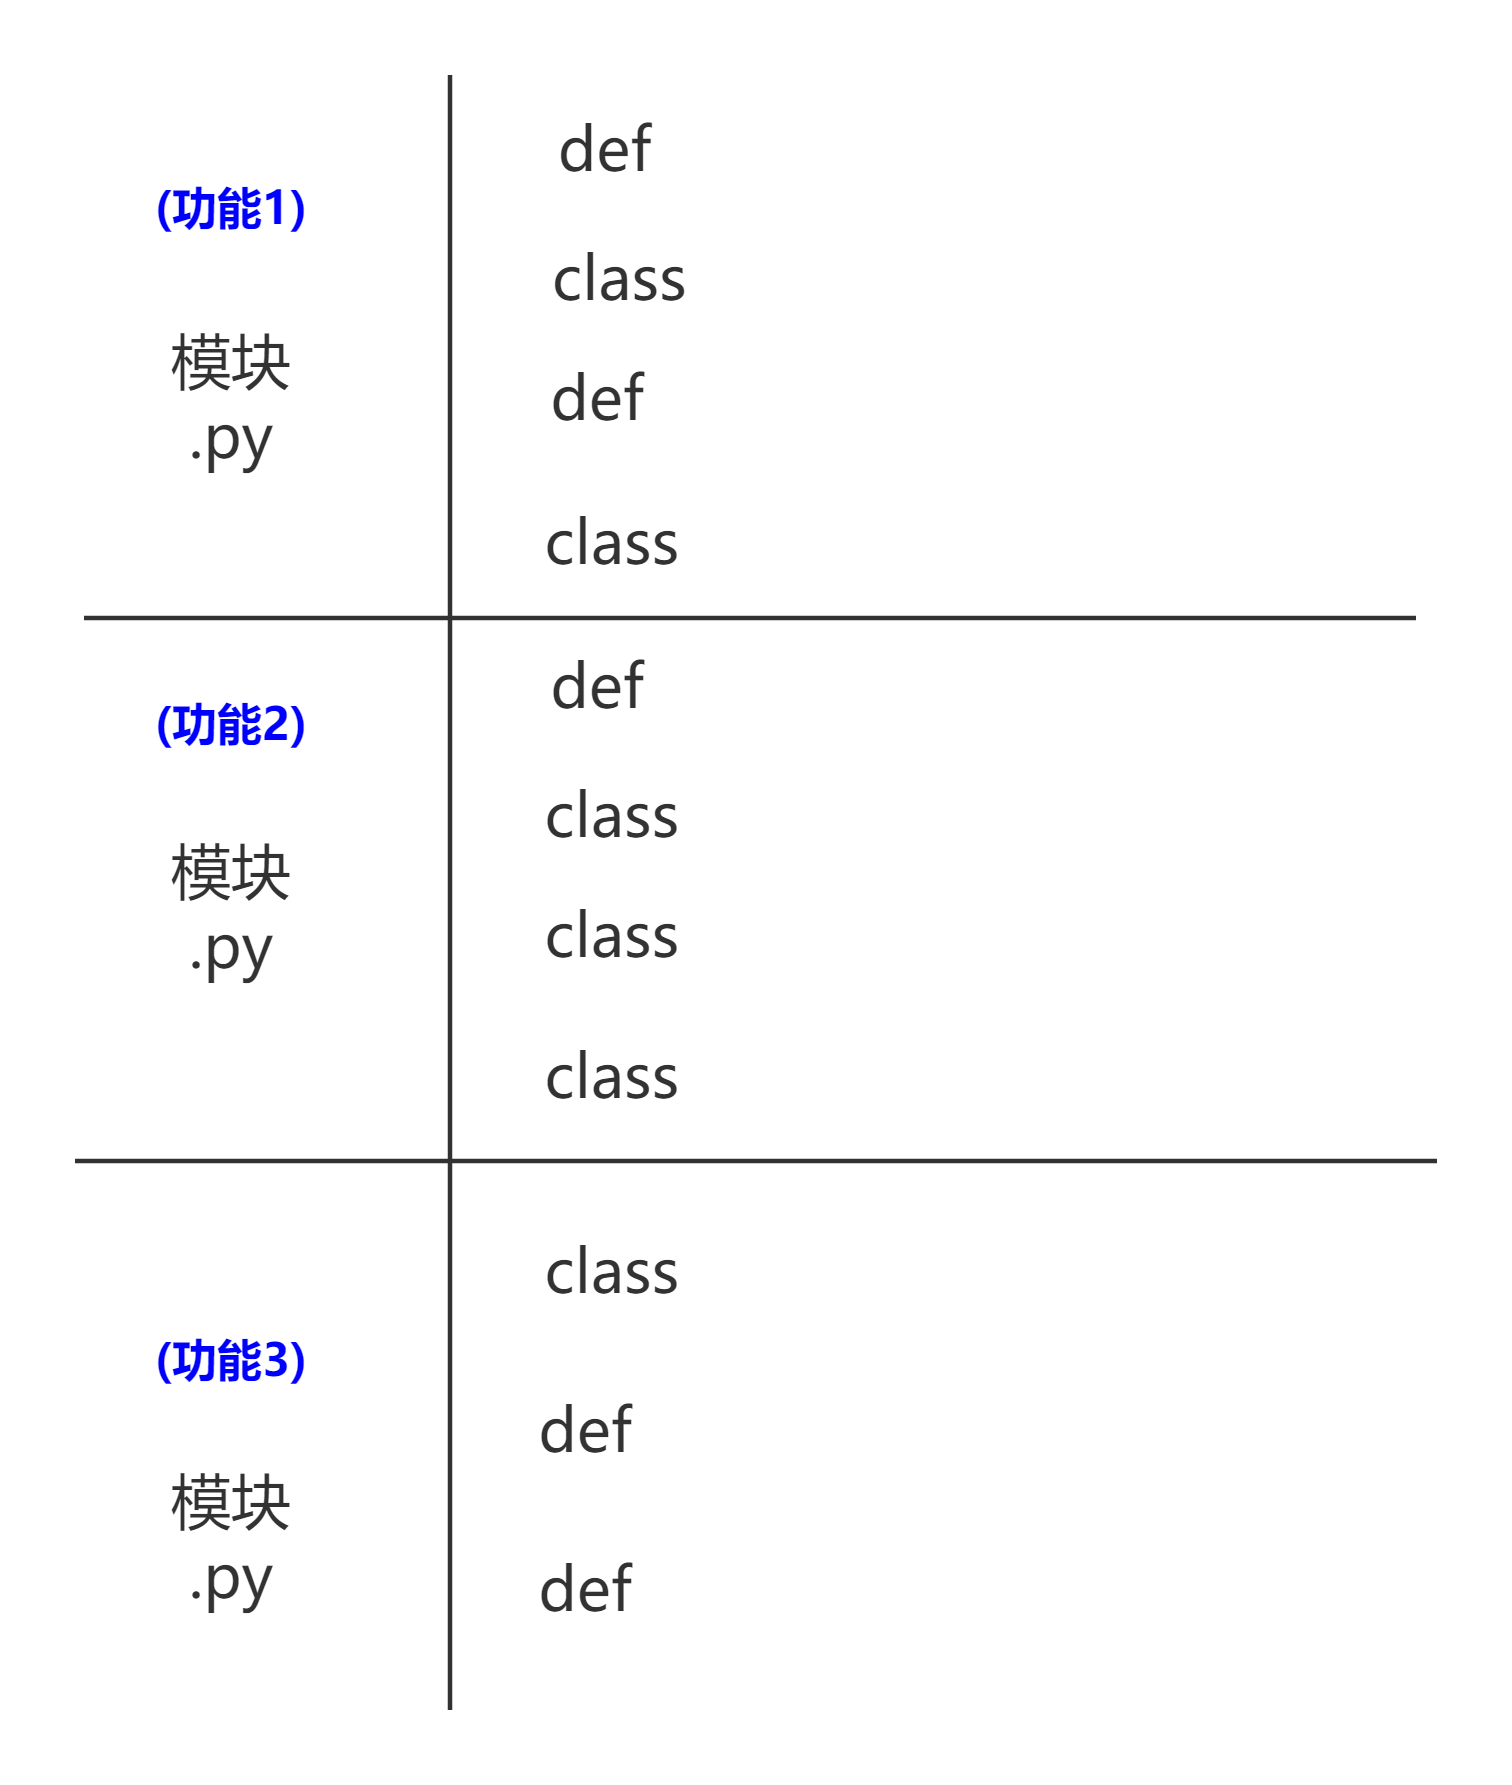 (功能1)
模块
.py
def
class
def
class
(功能2)
模块
.py
def
class
class
class
(功能3)
模块
.py
class
def
def